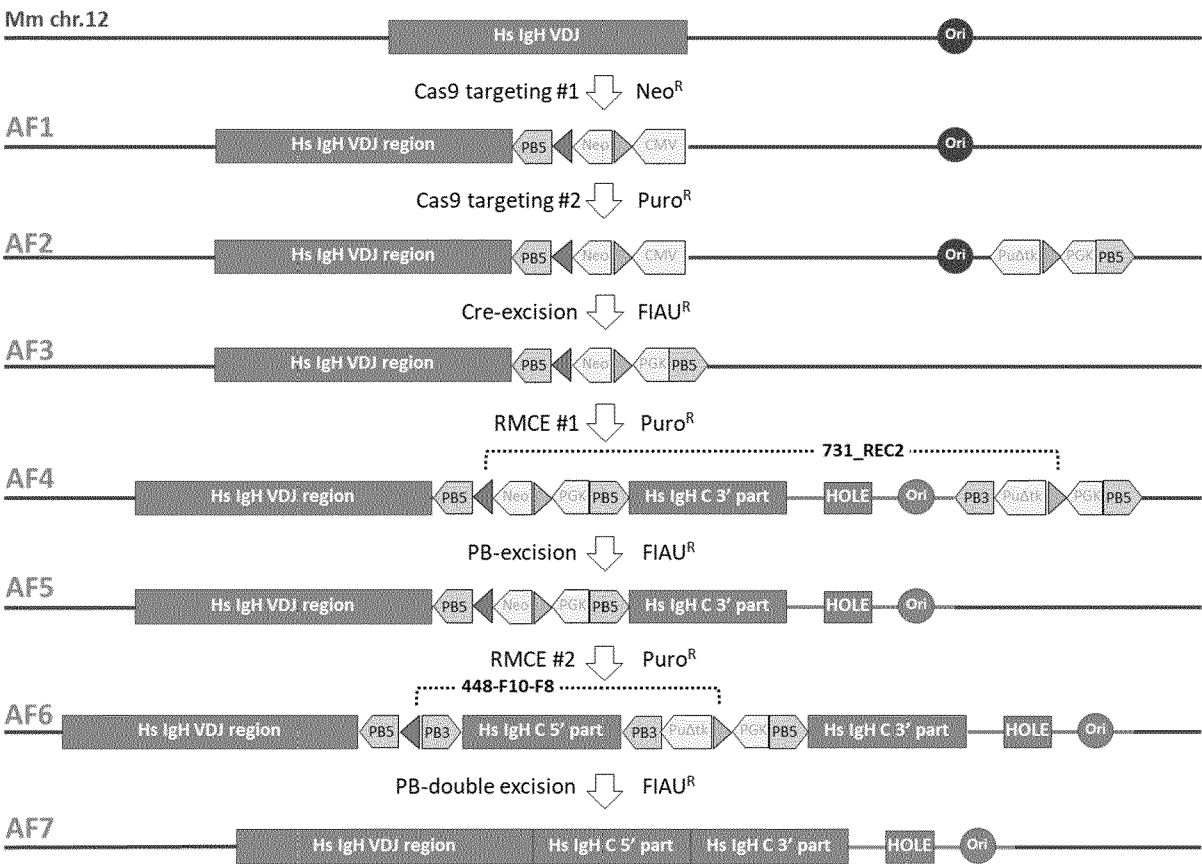 Mm chr.12
Hs IgH VDJ Ori
Cas9 targeting #1 Neo^R
AF1
Hs IgH VDJ region PB5 Neo CMV Ori
Cas9 targeting #2 Puro^R
AF2
Hs IgH VDJ region PB5 Neo CMV Ori PuΔtk PGK PB5
Cre-excision FIAU^R
AF3
Hs IgH VDJ region PB5 Neo PGK PB5
RMCE #1 Puro^R
731_REC2
AF4
Hs IgH VDJ region PB5 Neo PGK PB5 Hs IgH C 3' part HOLE Ori PB3 PuΔtk PGK PB5
PB-excision FIAU^R
AF5
Hs IgH VDJ region PB5 Neo PGK PB5 Hs IgH C 3' part HOLE Ori
RMCE #2 Puro^R
448-F10-F8
AF6
Hs IgH VDJ region PB5 PB3 Hs IgH C 5' part PB3 PuΔtk PGK PB5 Hs IgH C 3' part HOLE Ori
PB-double excision FIAU^R
AF7
Hs IgH VDJ region Hs IgH C 5' part Hs IgH C 3' part HOLE Ori